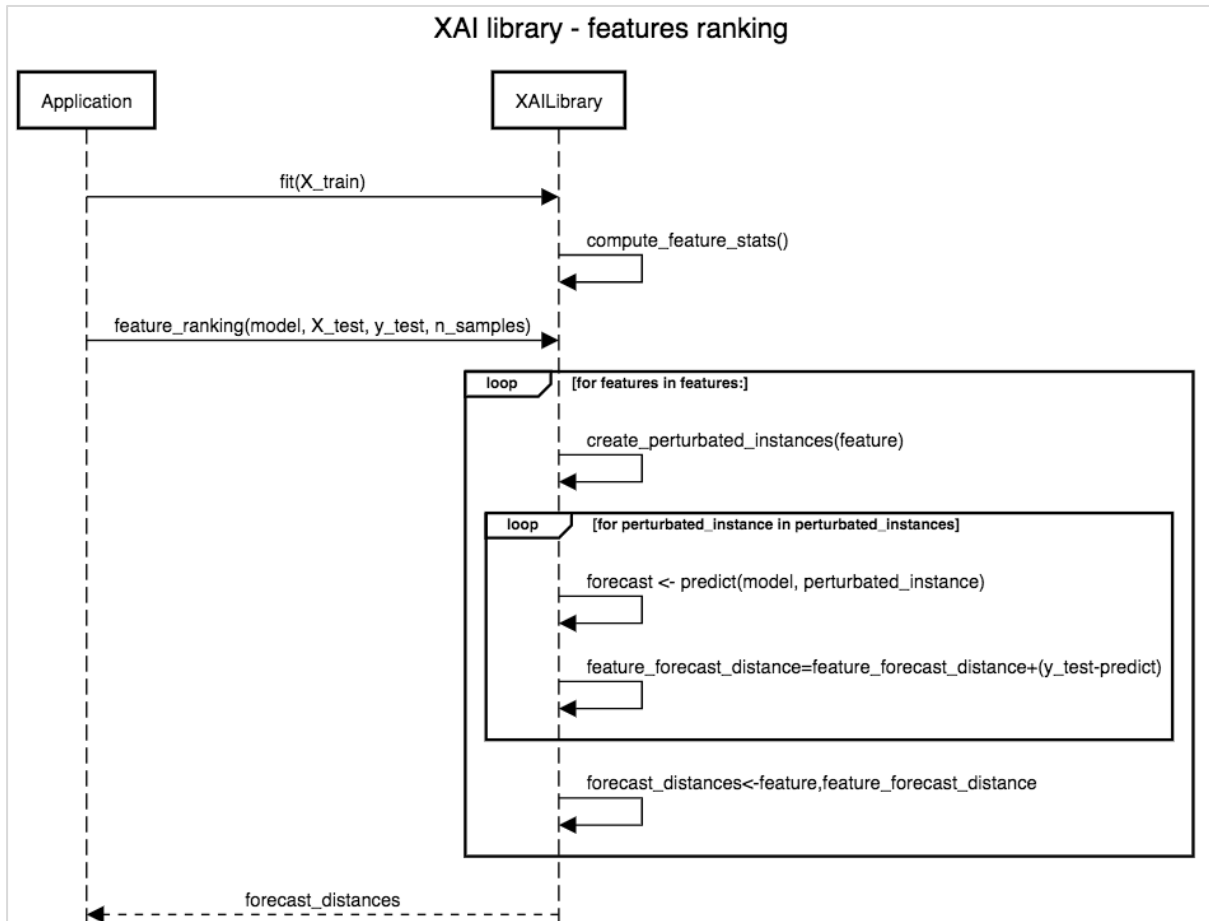 XAI library - features ranking
Application
XAILibrary
fit(X_train)
compute_feature_stats()
feature_ranking(model, X_test, y_test, n_samples)
loop
[for features in features:]
create_perturbated_instances(feature)
loop
[for perturbated_instance in perturbated_instances]
forecast <- predict(model, perturbated_instance)
feature_forecast_distance=feature_forecast_distance+(y_test-predict)
forecast_distances<-feature,feature_forecast_distance
forecast_distances